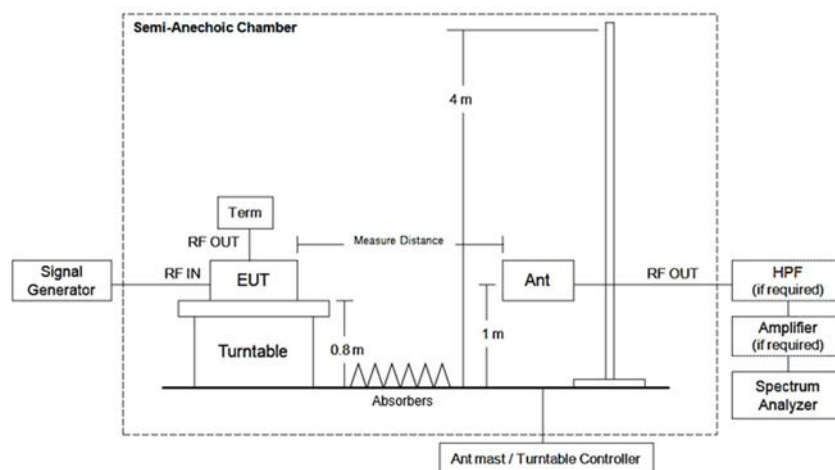 Semi-Anechoic Chamber
4 m
Term
RF OUT
Measure Distance
Signal
Generator
RF IN
EUT
Ant
RF OUT
HPF
(if required)
Turntable
0.8 m
1 m
Amplifier
(if required)
Absorbers
Spectrum
Analyzer
Ant mast / Turntable Controller